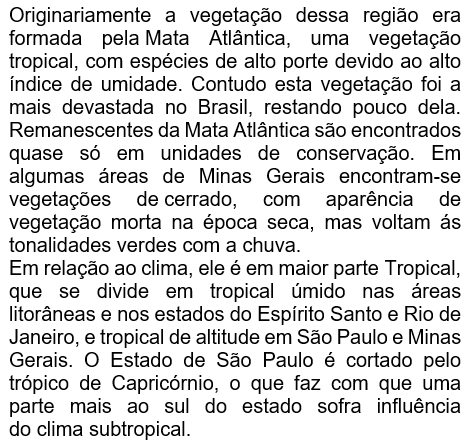 Originariamente a vegetação dessa região era
formada pela Mata Atlântica, uma vegetação
tropical, com espécies de alto porte devido ao alto
índice de umidade. Contudo esta vegetação foi a
mais devastada no Brasil, restando pouco dela.
Remanescentes da Mata Atlântica são encontrados
quase só em unidades de conservação. Em
algumas áreas de Minas Gerais encontram-se
vegetações de cerrado, com aparência de
vegetação morta na época seca, mas voltam ás
tonalidades verdes com a chuva.
Em relação ao clima, ele é em maior parte Tropical,
que se divide em tropical úmido nas áreas
litorâneas e nos estados do Espírito Santo e Rio de
Janeiro, e tropical de altitude em São Paulo e Minas
Gerais. O Estado de São Paulo é cortado pelo
trópico de Capricórnio, o que faz com que uma
parte mais ao sul do estado sofra influência
do clima subtropical.